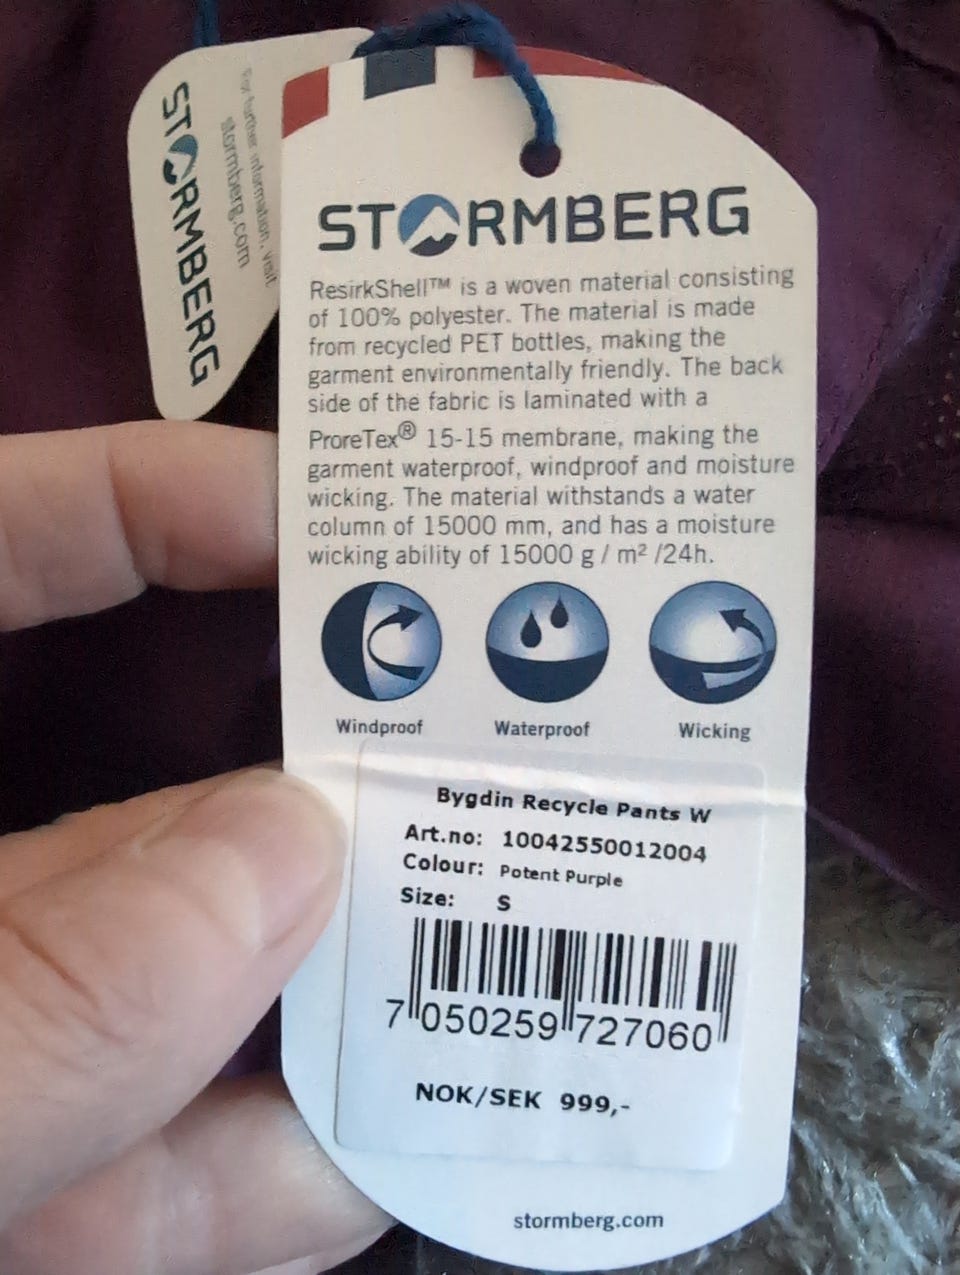 STORMBERG
For further information, visit
stormberg.com
STORMBERG
ResirkShell™ is a woven material consisting
of 100% polyester. The material is made
from recycled PET bottles, making the
garment environmentally friendly. The back
side of the fabric is laminated with a
ProreTex® 15-15 membrane, making the
garment waterproof, windproof and moisture
wicking. The material withstands a water
column of 15000 mm, and has a moisture
wicking ability of 15000 g / m² /24h.
Windproof Waterproof Wicking
Bygdin Recycle Pants W
Art.no: 10042550012004
Colour: Potent Purple
Size: S
7 050259 727060
NOK/SEK 999,-
stormberg.com